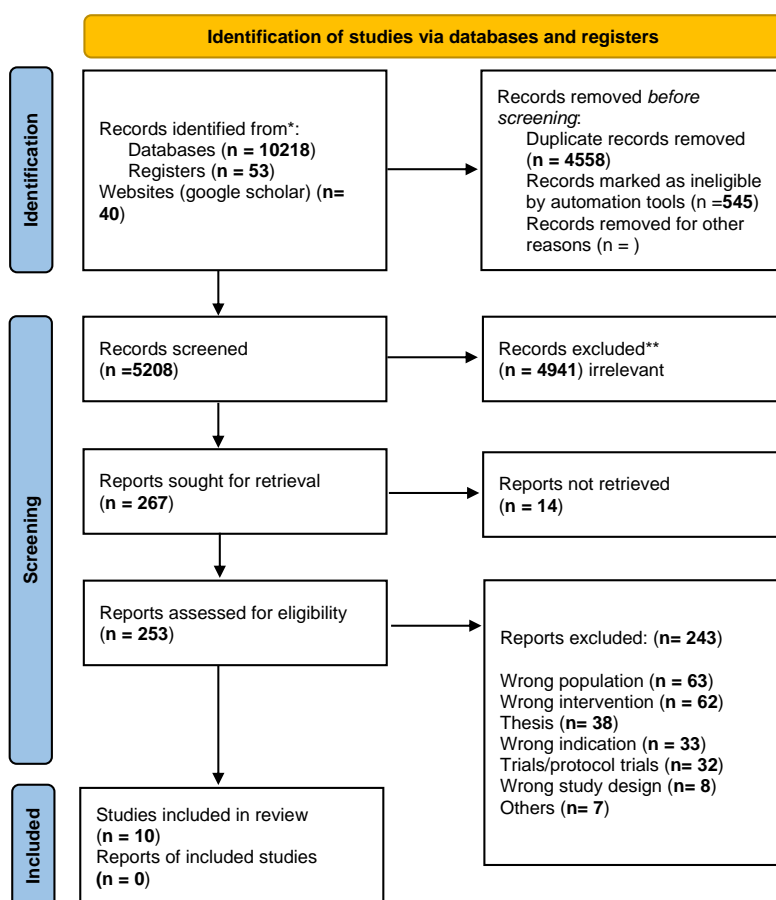 Identification of studies via databases and registers
Identification
Records identified from*:
Databases (n = 10218)
Registers (n = 53)
Websites (google scholar) (n=
40)
Records removed before
screening:
Duplicate records removed
(n = 4558)
Records marked as ineligible
by automation tools (n =545)
Records removed for other
reasons (n = )
Screening
Records screened
(n =5208)
Records excluded**
(n = 4941) irrelevant
Reports sought for retrieval
(n = 267)
Reports not retrieved
(n = 14)
Reports assessed for eligibility
(n = 253)
Reports excluded: (n= 243)
Wrong population (n = 63)
Wrong intervention (n = 62)
Thesis (n= 38)
Wrong indication (n = 33)
Trials/protocol trials (n= 32)
Wrong study design (n= 8)
Others (n= 7)
Included
Studies included in review
(n = 10)
Reports of included studies
(n = 0)